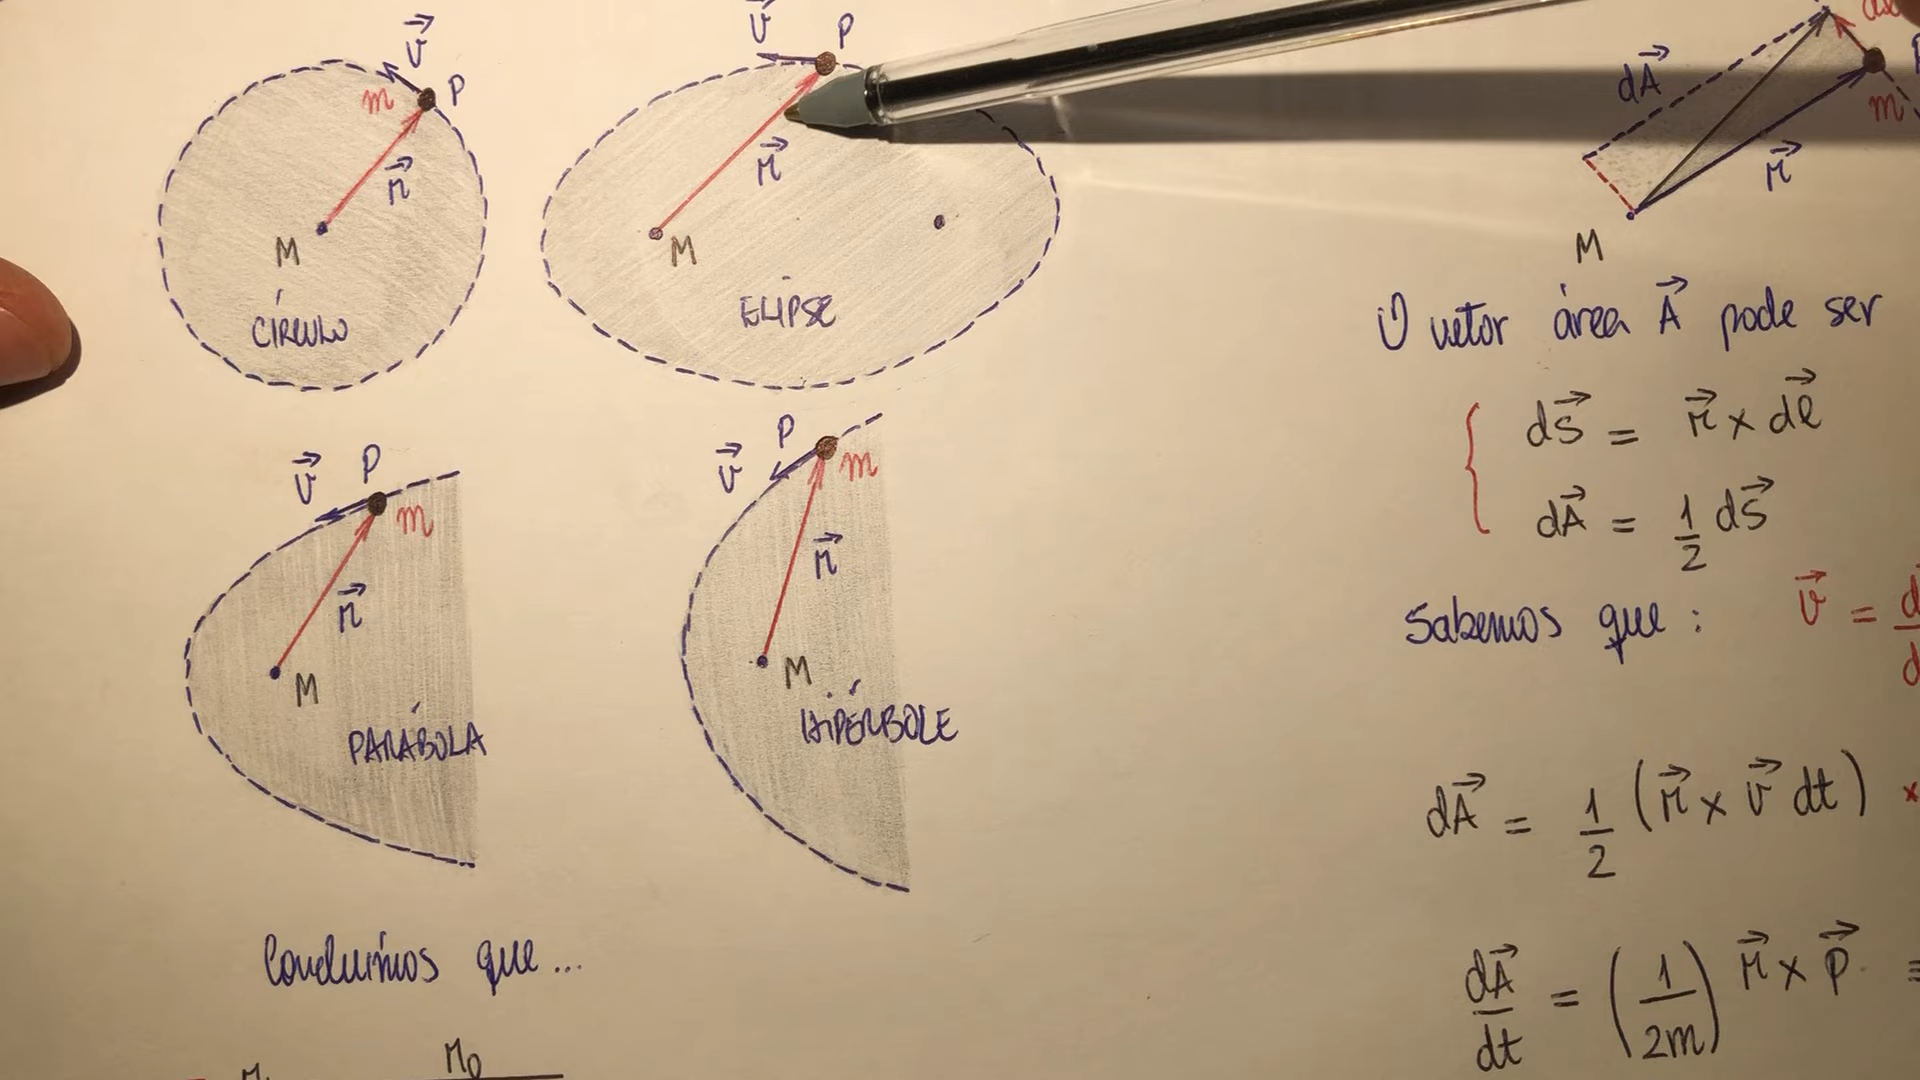 v⃗
m P
r⃗
M
CÍRCULO
v⃗ P
r⃗
M
ELIPSE
v⃗ P
m
r⃗
M
PARÁBOLA
P
v⃗ m
r⃗
M
HIPÉRBOLE
Concluímos que...
r₀
dA⃗
m
r⃗
M
O vetor área A⃗ pode ser
dS⃗ = r⃗ x dℓ⃗
dA⃗ = 1/2 dS⃗
Sabemos que : v⃗ =
dA⃗ = 1/2 (r⃗ x v⃗ dt)
dA⃗/dt = (1/2m) r⃗ x p⃗ =